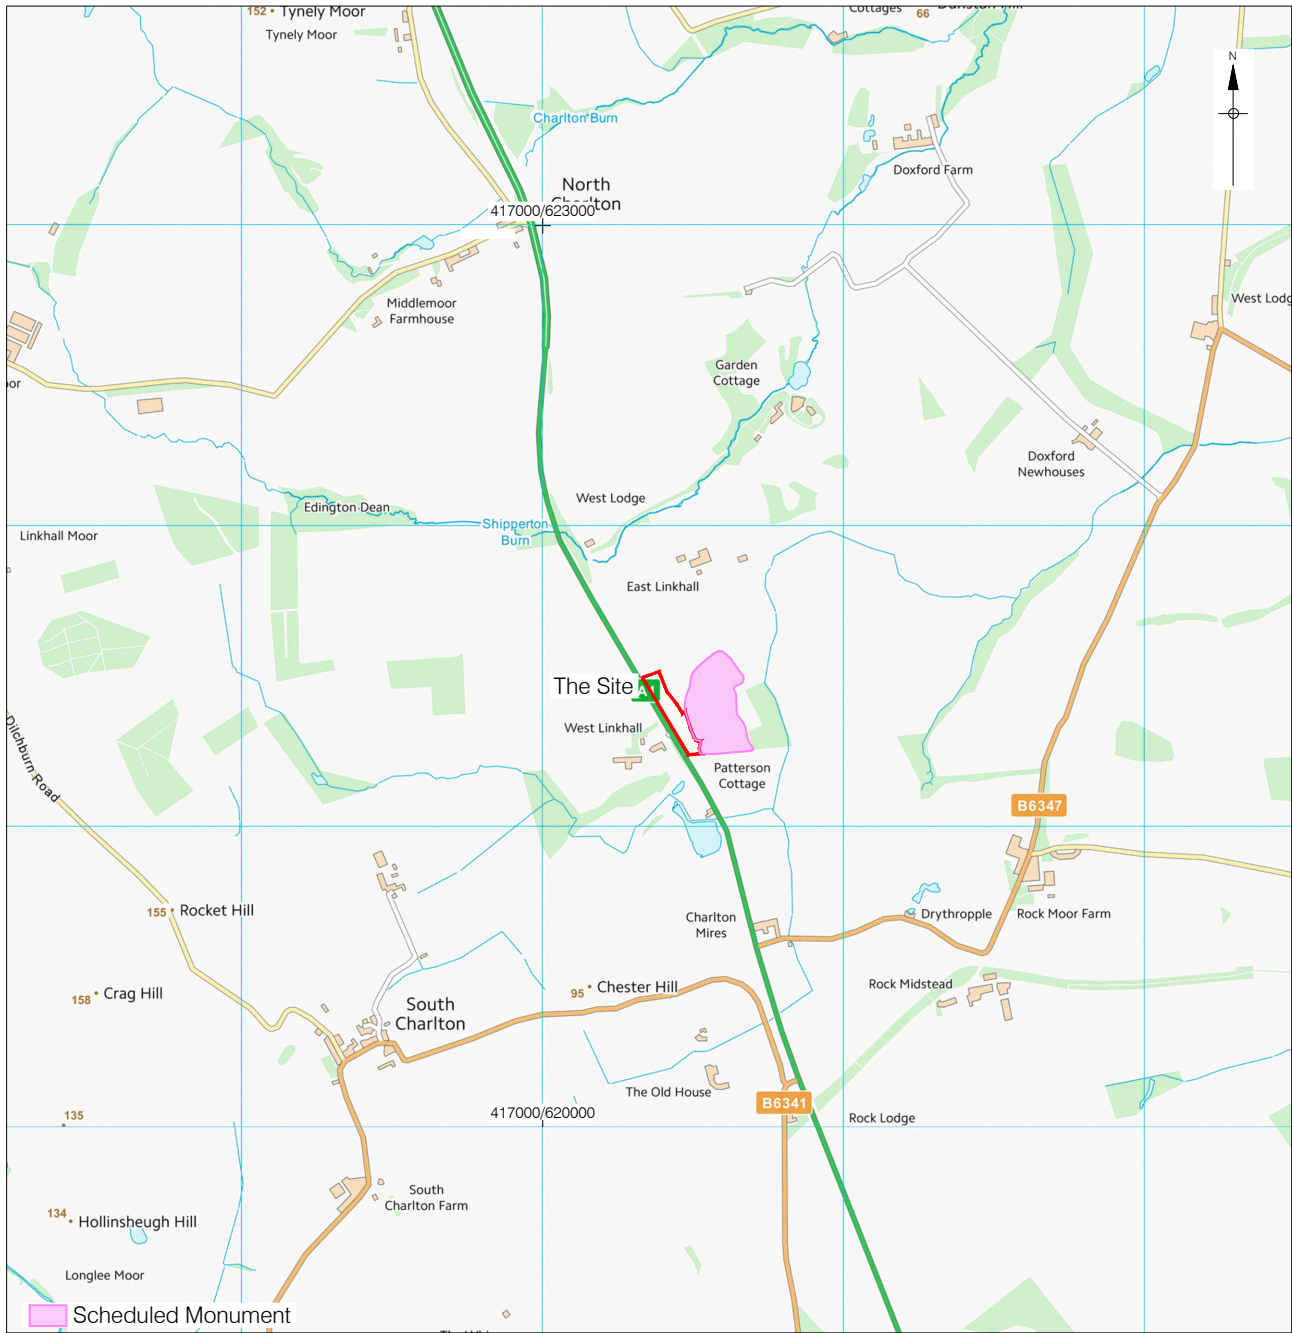 152 Tynely Moor
Tynely Moor
Cottages
66
N
Charlton Burn
Doxford Farm
North
Charlton
417000/623000
Middlemoor
Farmhouse
West Lodg
oor
Garden
Cottage
Doxford
Newhouses
West Lodge
Edington Dean
Shipperton
Burn
Linkhall Moor
East Linkhall
The Site
A1
West Linkhall
Dilchburn Road
Patterson
Cottage
B6347
155 Rocket Hill
Charlton
Mires
Drythropple
Rock Moor Farm
158 Crag Hill
95 Chester Hill
Rock Midstead
South
Charlton
The Old House
B6341
417000/620000
Rock Lodge
135
South
Charlton Farm
134
Hollinsheugh Hill
Longlee Moor
Scheduled Monument